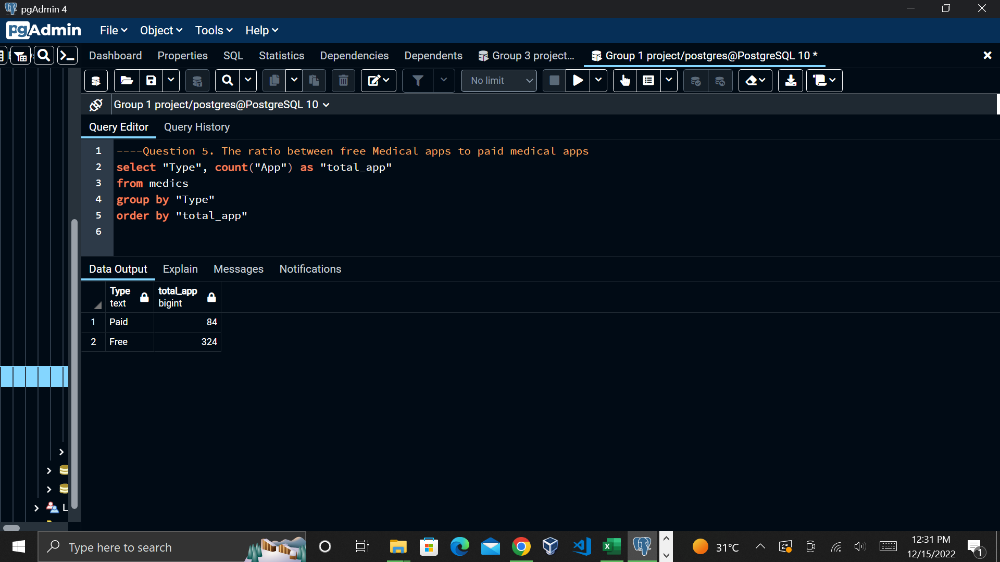 pgAdmin 4
pgAdmin File Object Tools Help
Dashboard Properties SQL Statistics Dependencies Dependents Group 3 project... Group 1 project/postgres@PostgreSQL 10 *
No limit
Group 1 project/postgres@PostgreSQL 10
Query Editor Query History
1 ----Question 5. The ratio between free Medical apps to paid medical apps
2 select "Type", count("App") as "total_app"
3 from medics
4 group by "Type"
5 order by "total_app"
6
Data Output Explain Messages Notifications
Type total_app
text bigint
1 Paid 84
2 Free 324
L
Type here to search
31°C
12:31 PM
12/15/2022
1